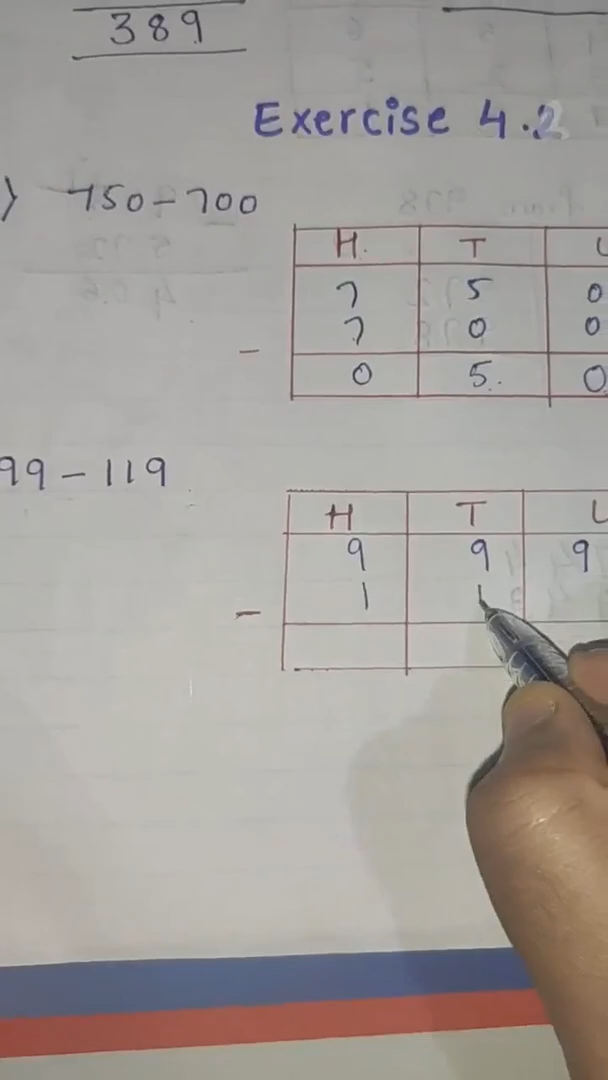 389
Exercise 4.2
) 750-700
H. T U
7 5 0
7 0 0
-
0 5. 0
99-119
H T U
9 9 9
- 1 1